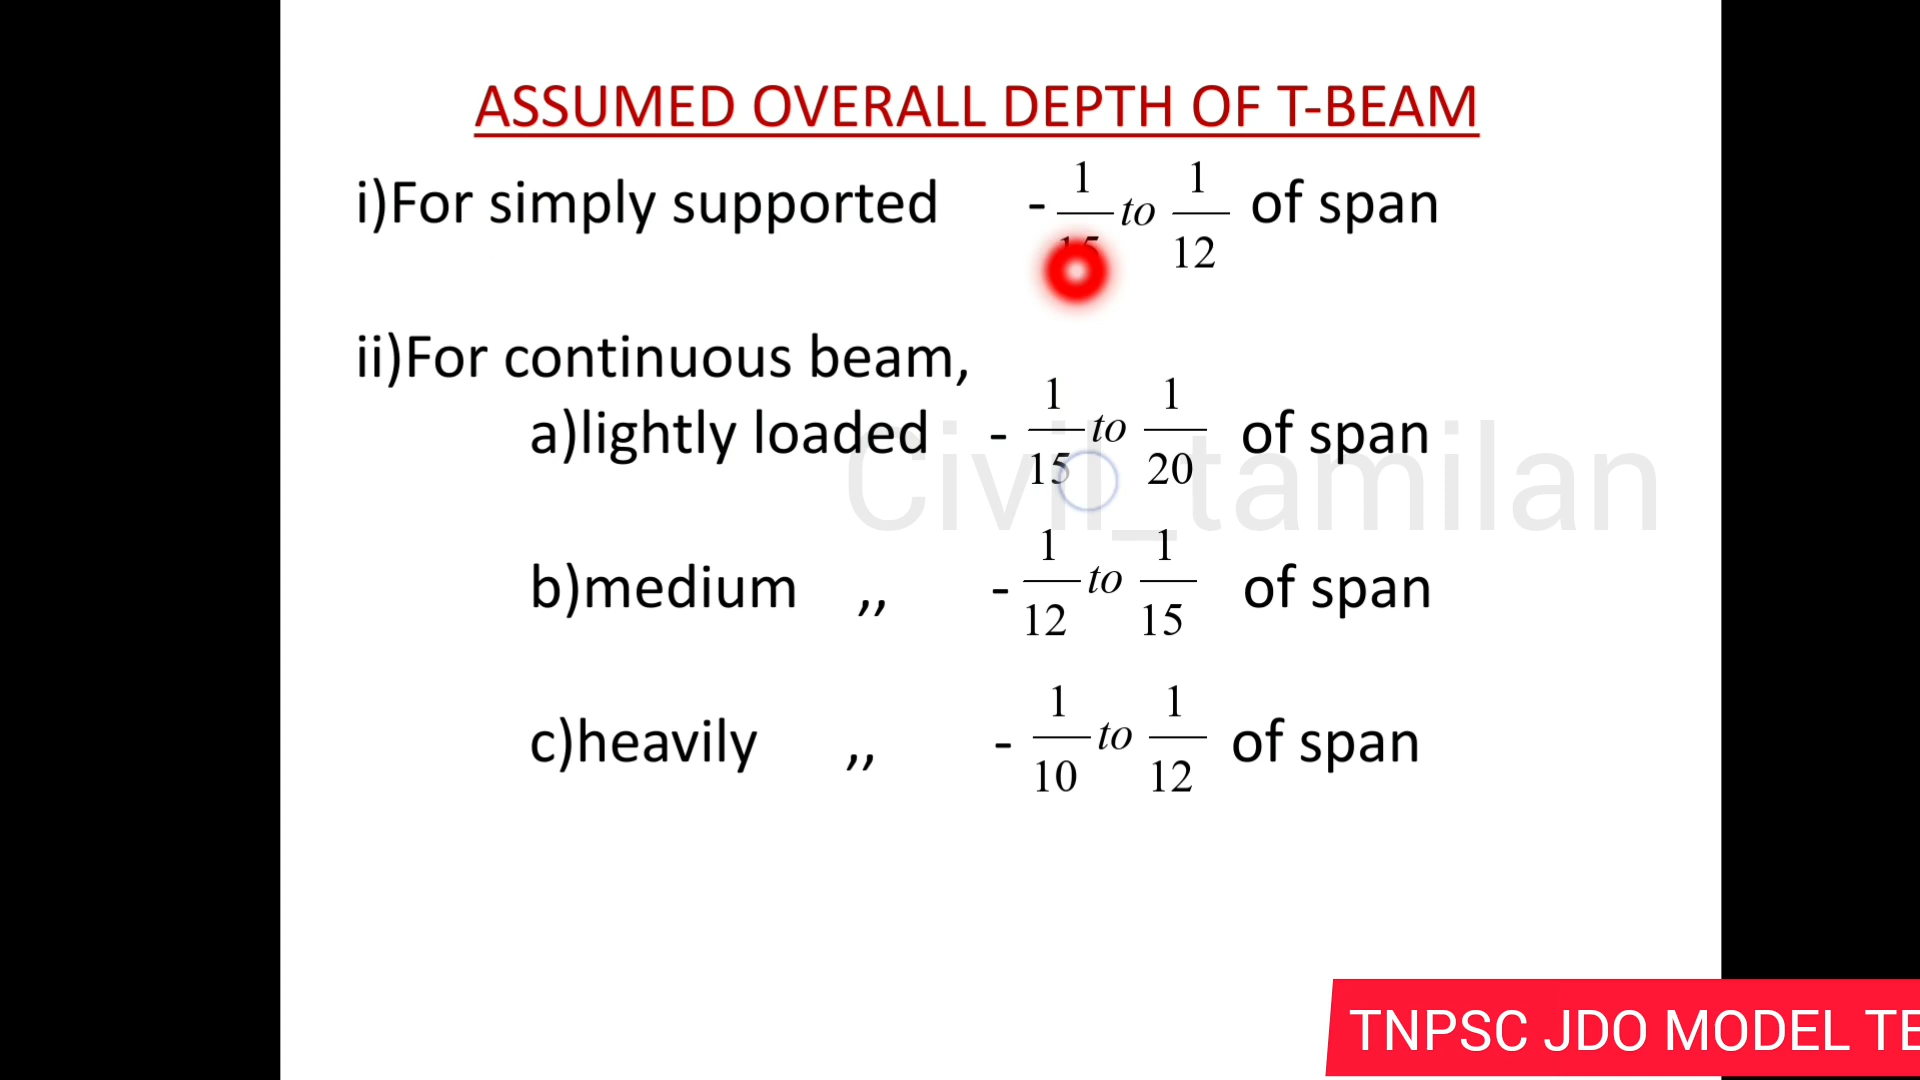 ASSUMED OVERALL DEPTH OF T-BEAM
i)For simply supported - 1/15 to 1/12 of span
ii)For continuous beam,
a)lightly loaded - 1/15 to 1/20 of span
b)medium ,, - 1/12 to 1/15 of span
c)heavily ,, - 1/10 to 1/12 of span
Civil_tamilan
TNPSC JDO MODEL TE